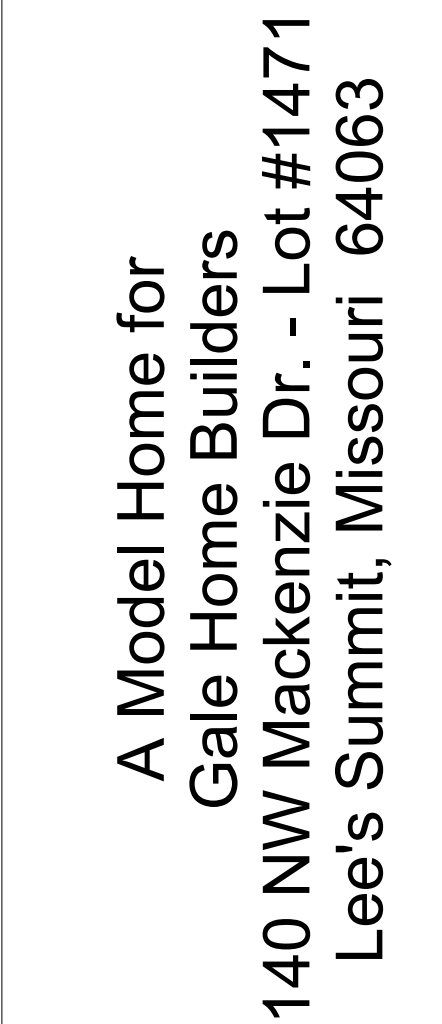 A Model Home for
Gale Home Builders
140 NW Mackenzie Dr. - Lot #1471
Lee's Summit, Missouri  64063